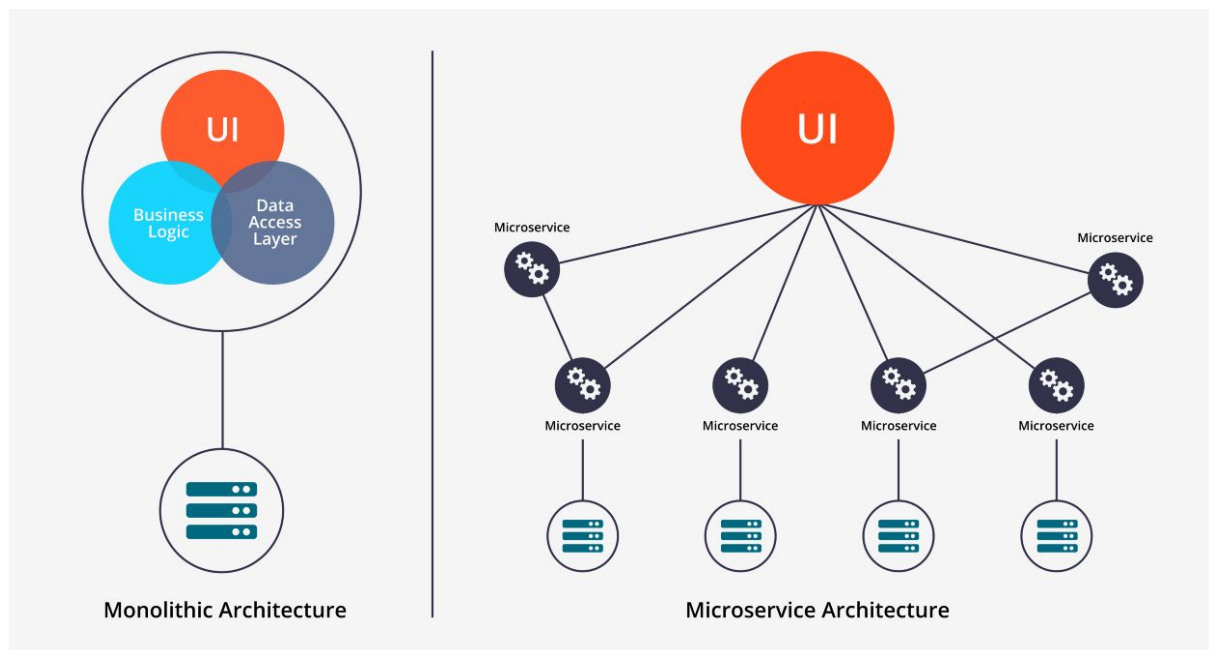 UI
Business
Logic
Data
Access
Layer
Monolithic Architecture
UI
Microservice
Microservice
Microservice
Microservice
Microservice
Microservice
Microservice Architecture